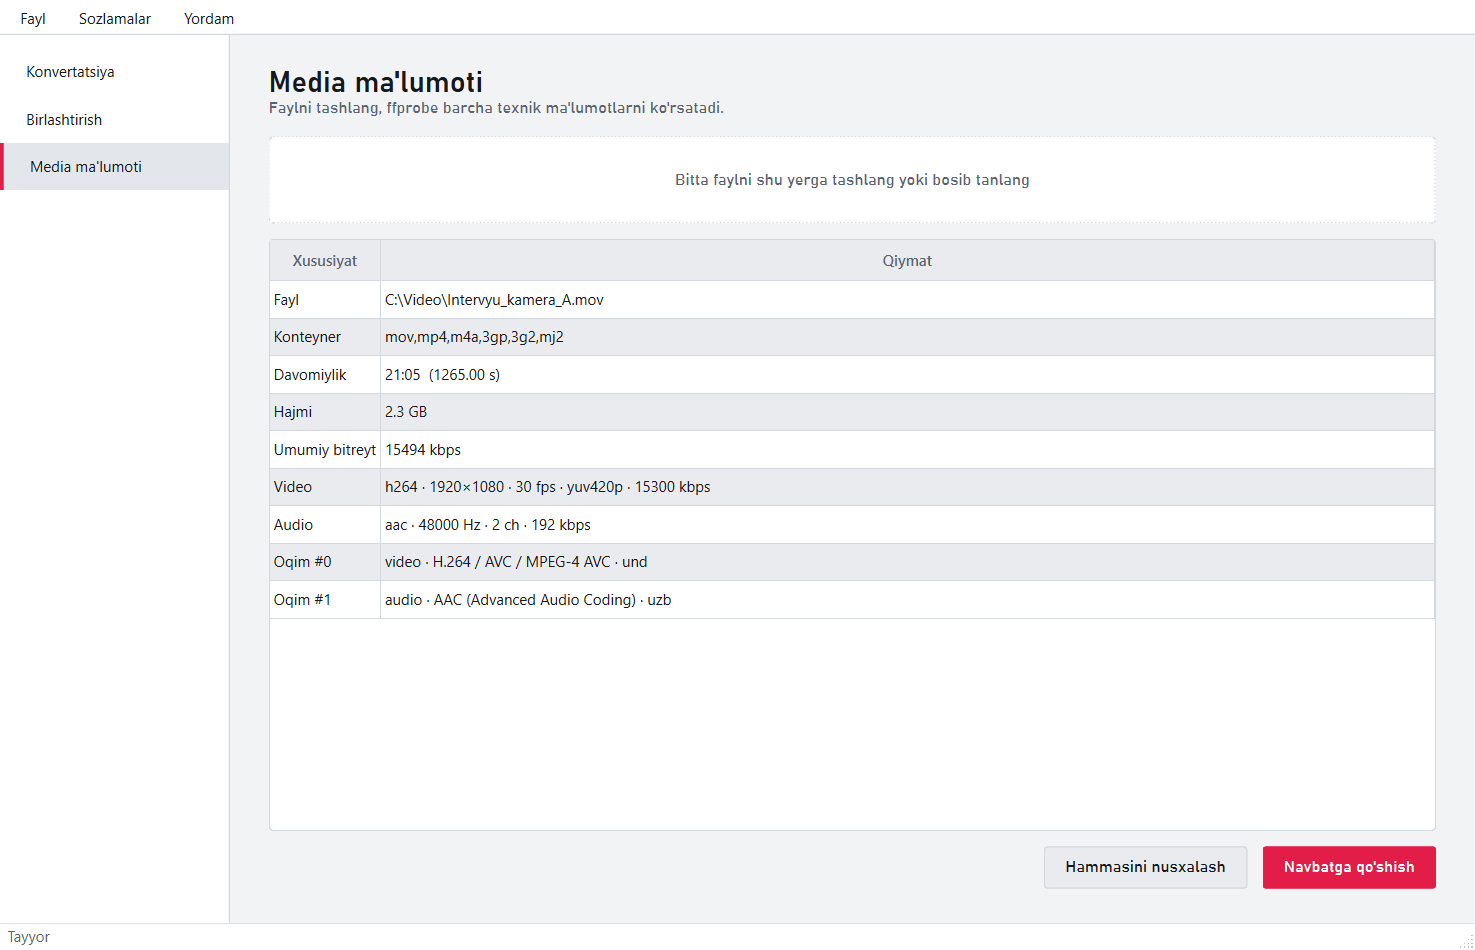 Fayl Sozlamalar Yordam
Konvertatsiya
Birlashtirish
Media ma'lumoti
Media ma'lumoti
Faylni tashlang, ffprobe barcha texnik ma'lumotlarni ko'rsatadi.
Bitta faylni shu yerga tashlang yoki bosib tanlang
Xususiyat Qiymat
Fayl C:\Video\Intervyu_kamera_A.mov
Konteyner mov,mp4,m4a,3gp,3g2,mj2
Davomiylik 21:05 (1265.00 s)
Hajmi 2.3 GB
Umumiy bitreyt 15494 kbps
Video h264 · 1920×1080 · 30 fps · yuv420p · 15300 kbps
Audio aac · 48000 Hz · 2 ch · 192 kbps
Oqim #0 video · H.264 / AVC / MPEG-4 AVC · und
Oqim #1 audio · AAC (Advanced Audio Coding) · uzb
Hammasini nusxalash Navbatga qo'shish
Tayyor